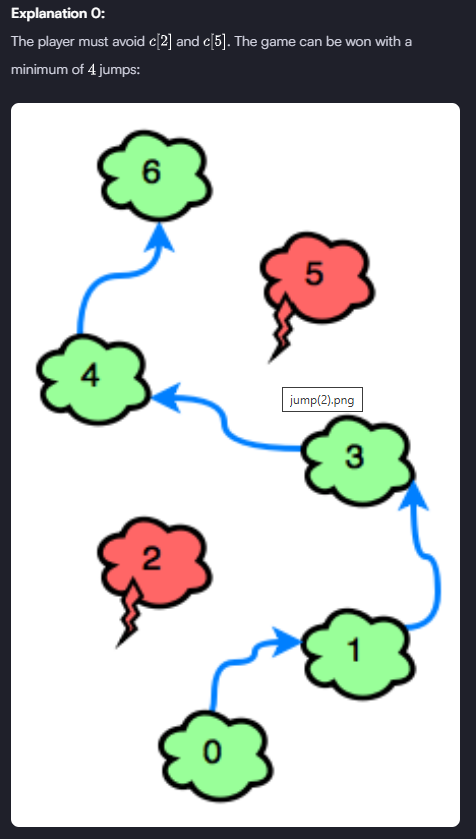 Explanation 0:
The player must avoid c[2] and c[5]. The game can be won with a
minimum of 4 jumps:
6
5
4
jump(2).png
3
2
1
0